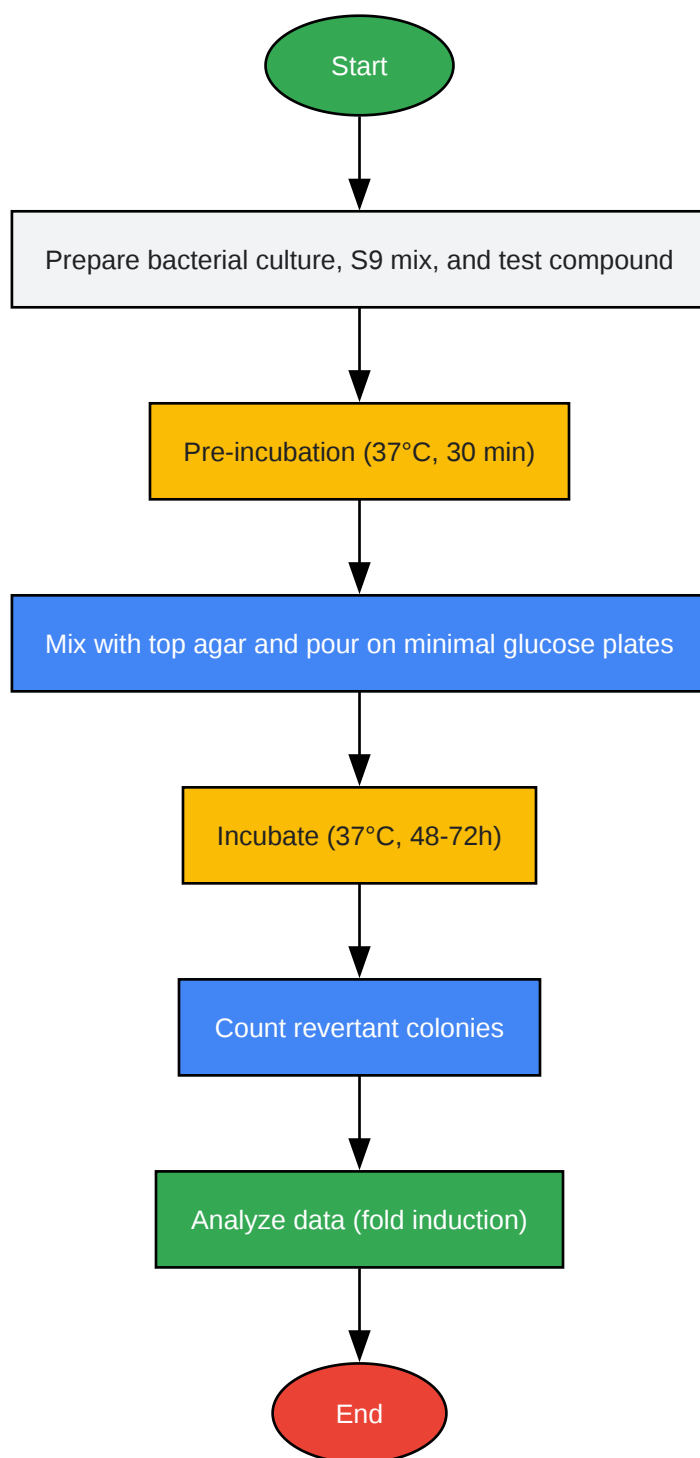 Start
Prepare bacterial culture, S9 mix, and test compound
Pre-incubation (37°C, 30 min)
Mix with top agar and pour on minimal glucose plates
Incubate (37°C, 48-72h)
Count revertant colonies
Analyze data (fold induction)
End